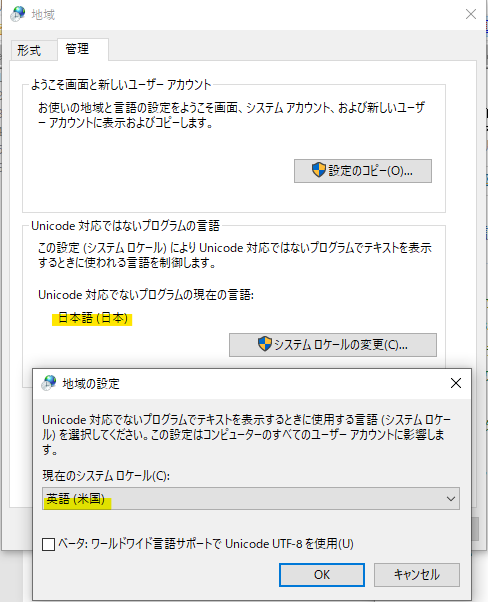 地域
形式
管理
ようこそ画面と新しいユーザー アカウント
お使いの地域と言語の設定をようこそ画面、システム アカウント、および新しいユーザ
ー アカウントに表示およびコピーします。
設定のコピー(O)...
Unicode 対応ではないプログラムの言語
この設定 (システム ロケール) により Unicode 対応ではないプログラムでテキストを表示
するときに使われる言語を制御します。
Unicode 対応でないプログラムの現在の言語:
日本語 (日本)
システム ロケールの変更(C)...
地域の設定
Unicode 対応でないプログラムでテキストを表示するときに使用する言語 (システム ロケー
ル) を選択してください。この設定はコンピューターのすべてのユーザー アカウントに影響しま
す。
現在のシステム ロケール(C):
英語 (米国)
ベータ: ワールドワイド言語サポートで Unicode UTF-8 を使用(U)
OK
キャンセル